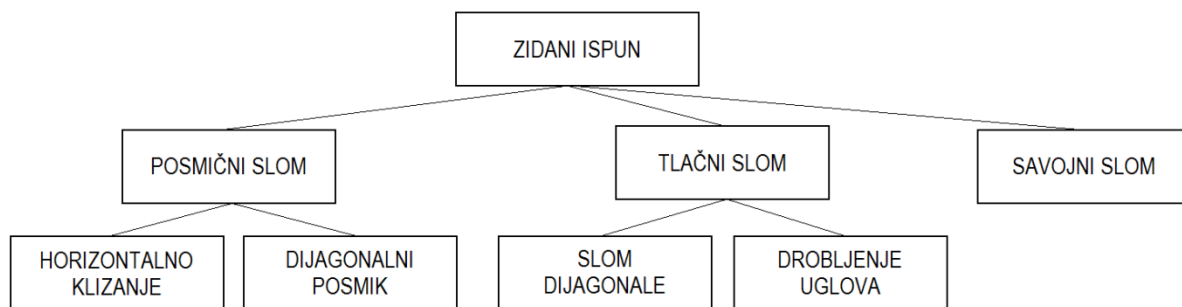 ZIDANI ISPUN
POSMIČNI SLOM
TLAČNI SLOM
SAVOJNI SLOM
HORIZONTALNO
KLIZANJE
DIJAGONALNI
POSMIK
SLOM
DIJAGONALE
DROBLJENJE
UGLOVA